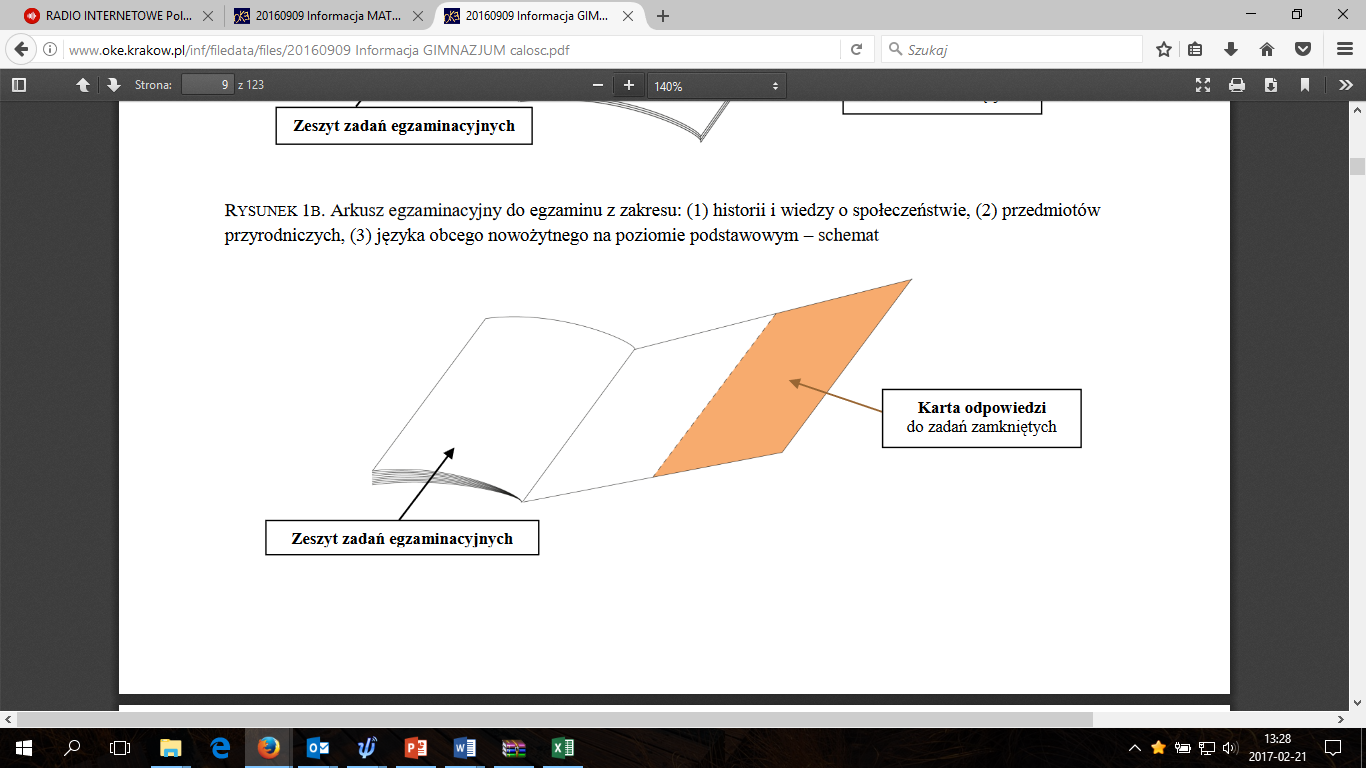 RADIO INTERNETOWE Pol...
20160909 Informacja MAT...
20160909 Informacja GIM...
www.oke.krakow.pl/inf/filedata/files/20160909 Informacja GIMNAZJUM calosc.pdf
Szukaj
Strona: 9 z 123
140%
Zeszyt zadań egzaminacyjnych
RYSUNEK 1B. Arkusz egzaminacyjny do egzaminu z zakresu: (1) historii i wiedzy o społeczeństwie, (2) przedmiotów
przyrodniczych, (3) języka obcego nowożytnego na poziomie podstawowym – schemat
Karta odpowiedzi
do zadań zamkniętych
Zeszyt zadań egzaminacyjnych
13:28
2017-02-21